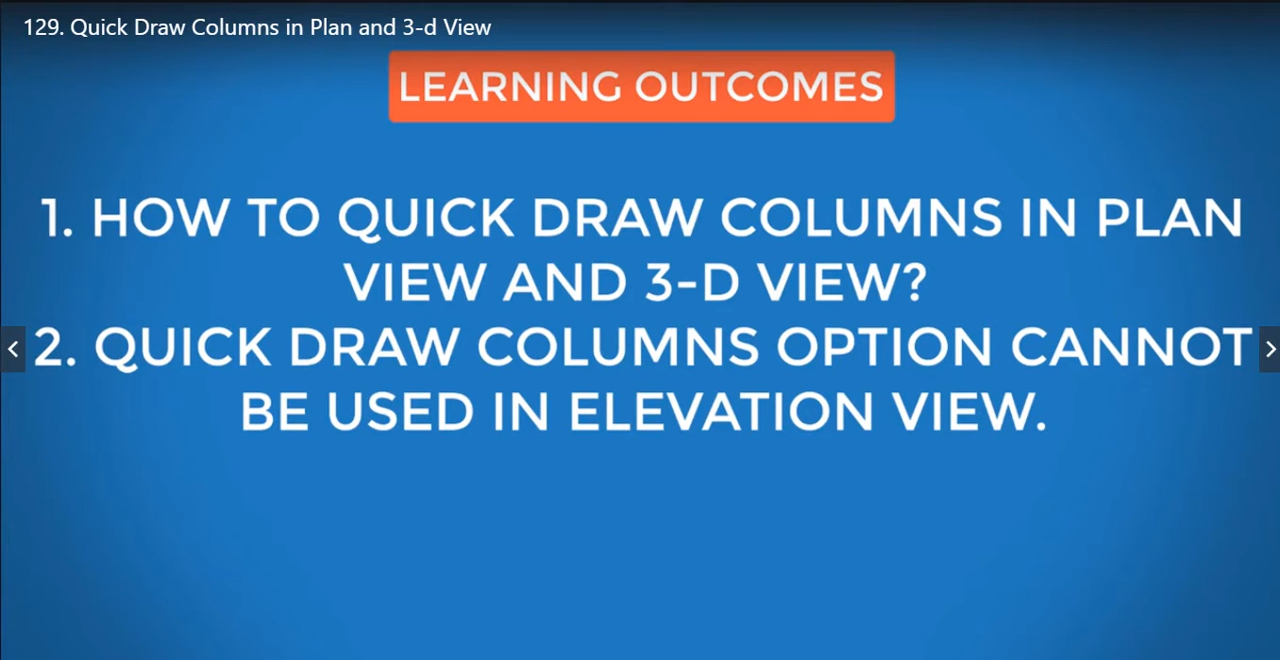 129. Quick Draw Columns in Plan and 3-d View
LEARNING OUTCOMES
1. HOW TO QUICK DRAW COLUMNS IN PLAN
VIEW AND 3-D VIEW?
2. QUICK DRAW COLUMNS OPTION CANNOT
BE USED IN ELEVATION VIEW.